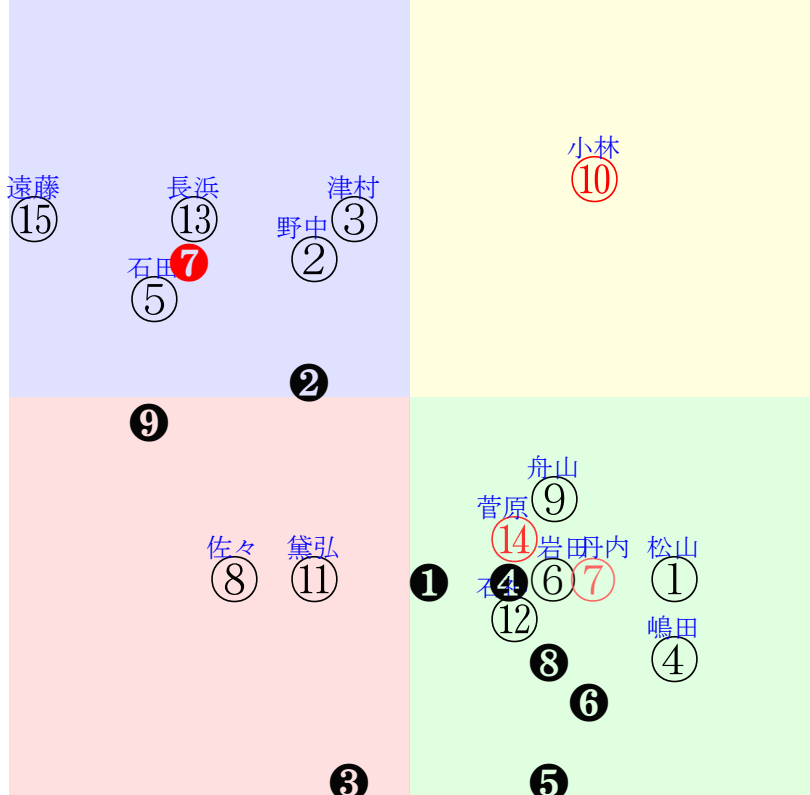 小林
⑩
遠藤 長浜 津村
⑮ ⑬ ③
野中
②
石田 ❼
⑤
❷
❾
舟山
⑨
菅原
⑭
佐々 黛弘 岩田 丹内 松山
⑧ ⑪ ❶ ❹ ⑥ ⑦ ①
⑫
嶋田
④
❽
❻
❸ ❺